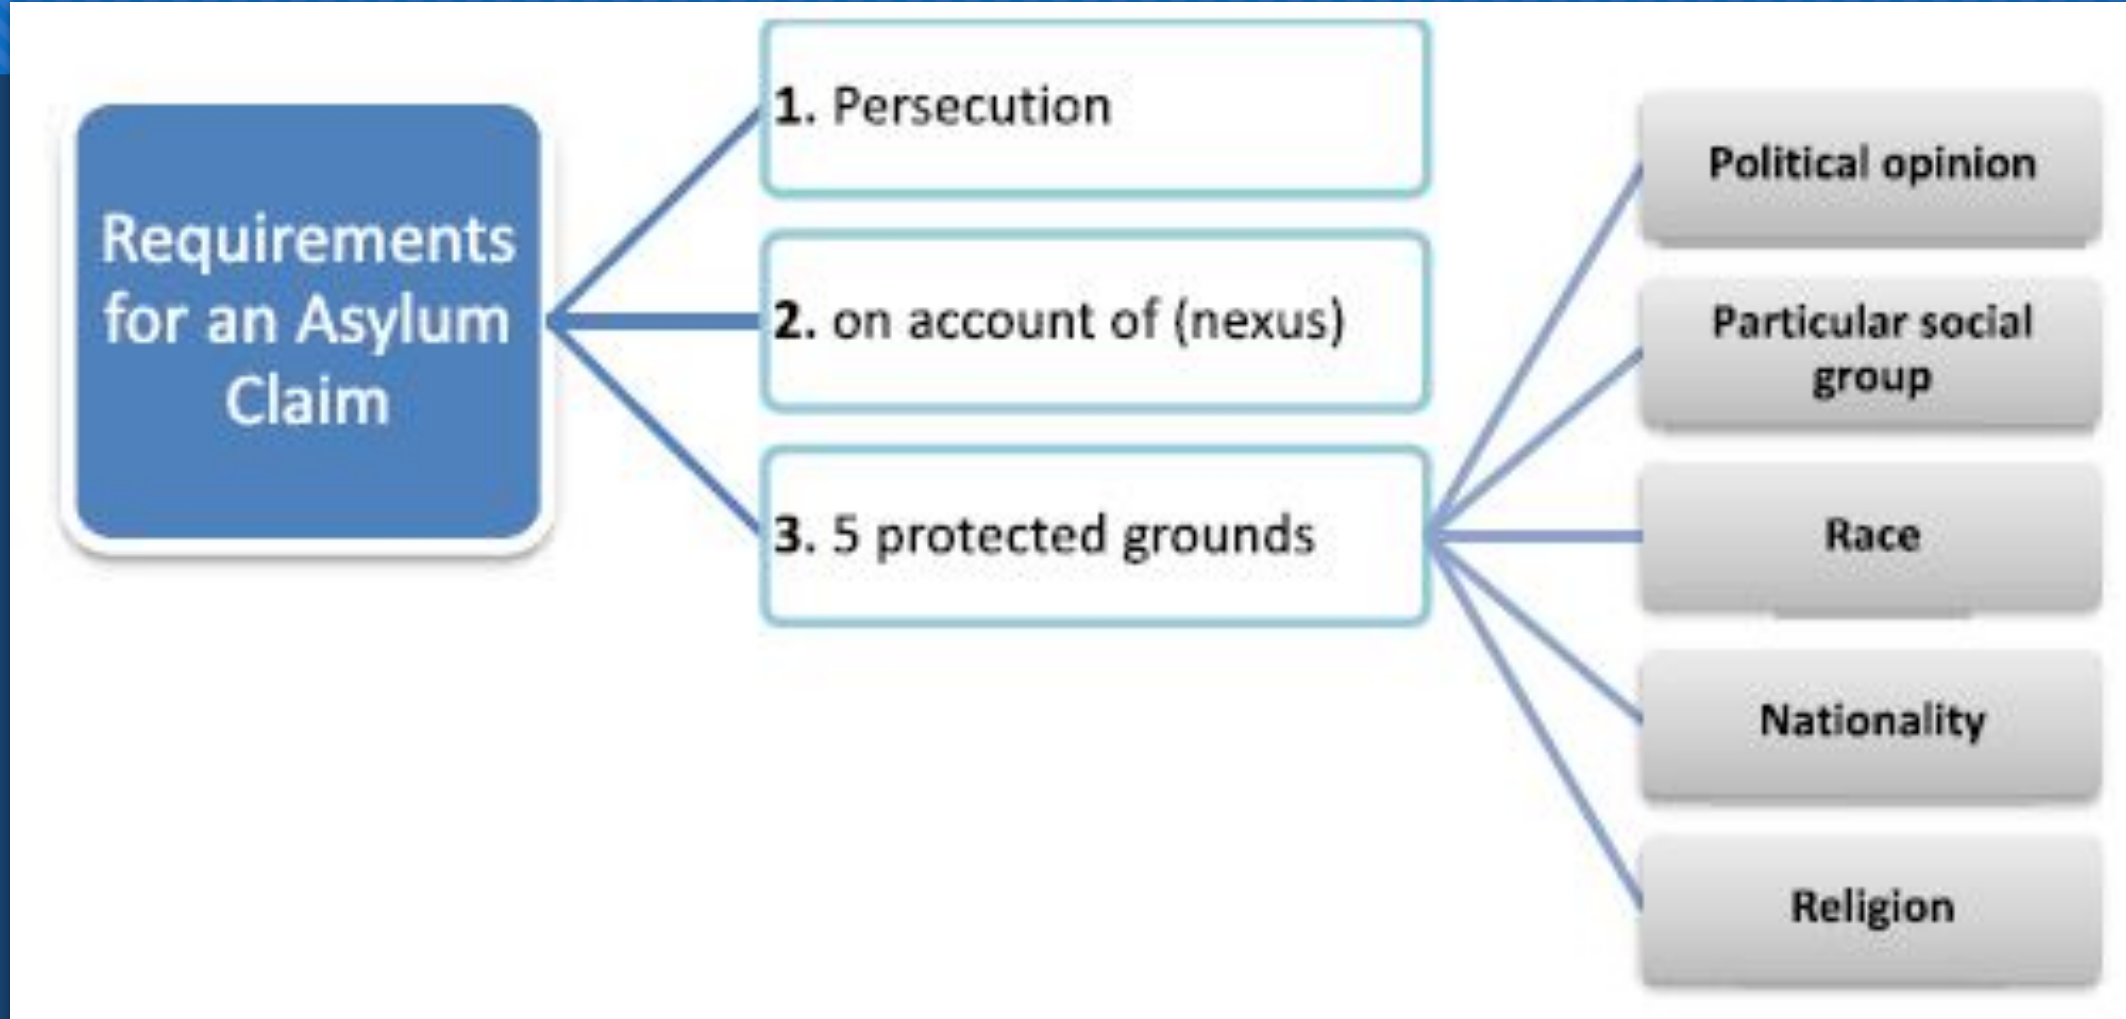 Requirements
for an Asylum
Claim
1. Persecution
2. on account of (nexus)
3. 5 protected grounds
Political opinion
Particular social
group
Race
Nationality
Religion